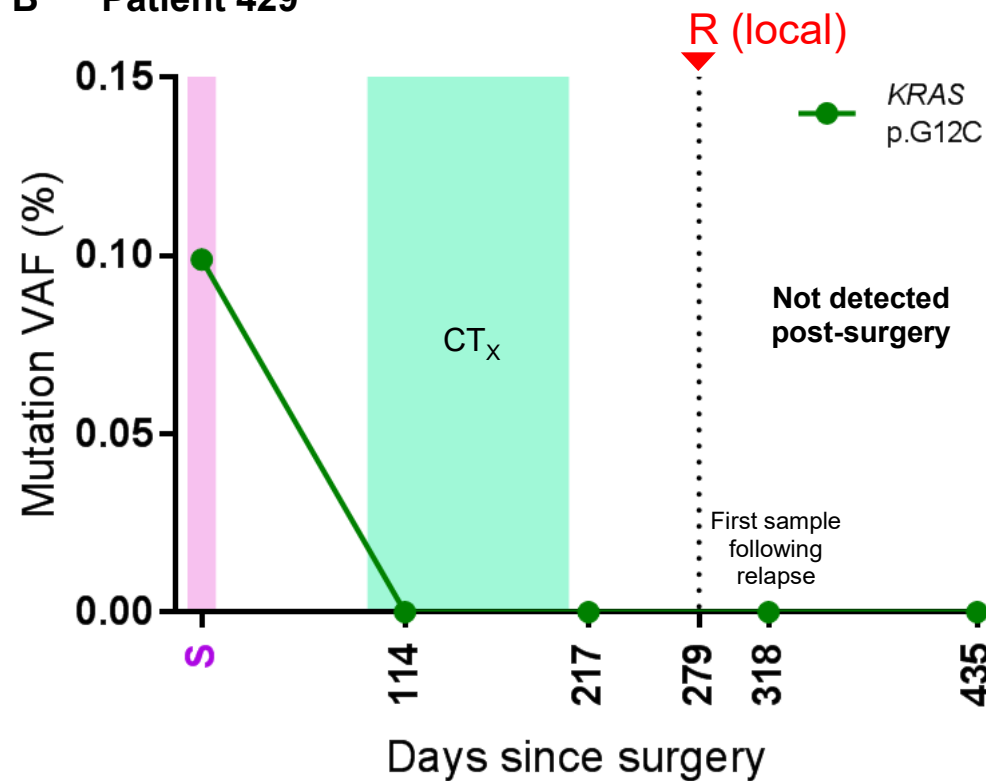 B Patient 429
R (local)
KRAS
p.G12C
0.15
0.10
0.05
0.00
Mutation VAF (%)
CTX
Not detected
post-surgery
First sample
following
relapse
S
114
217
279
318
435
Days since surgery